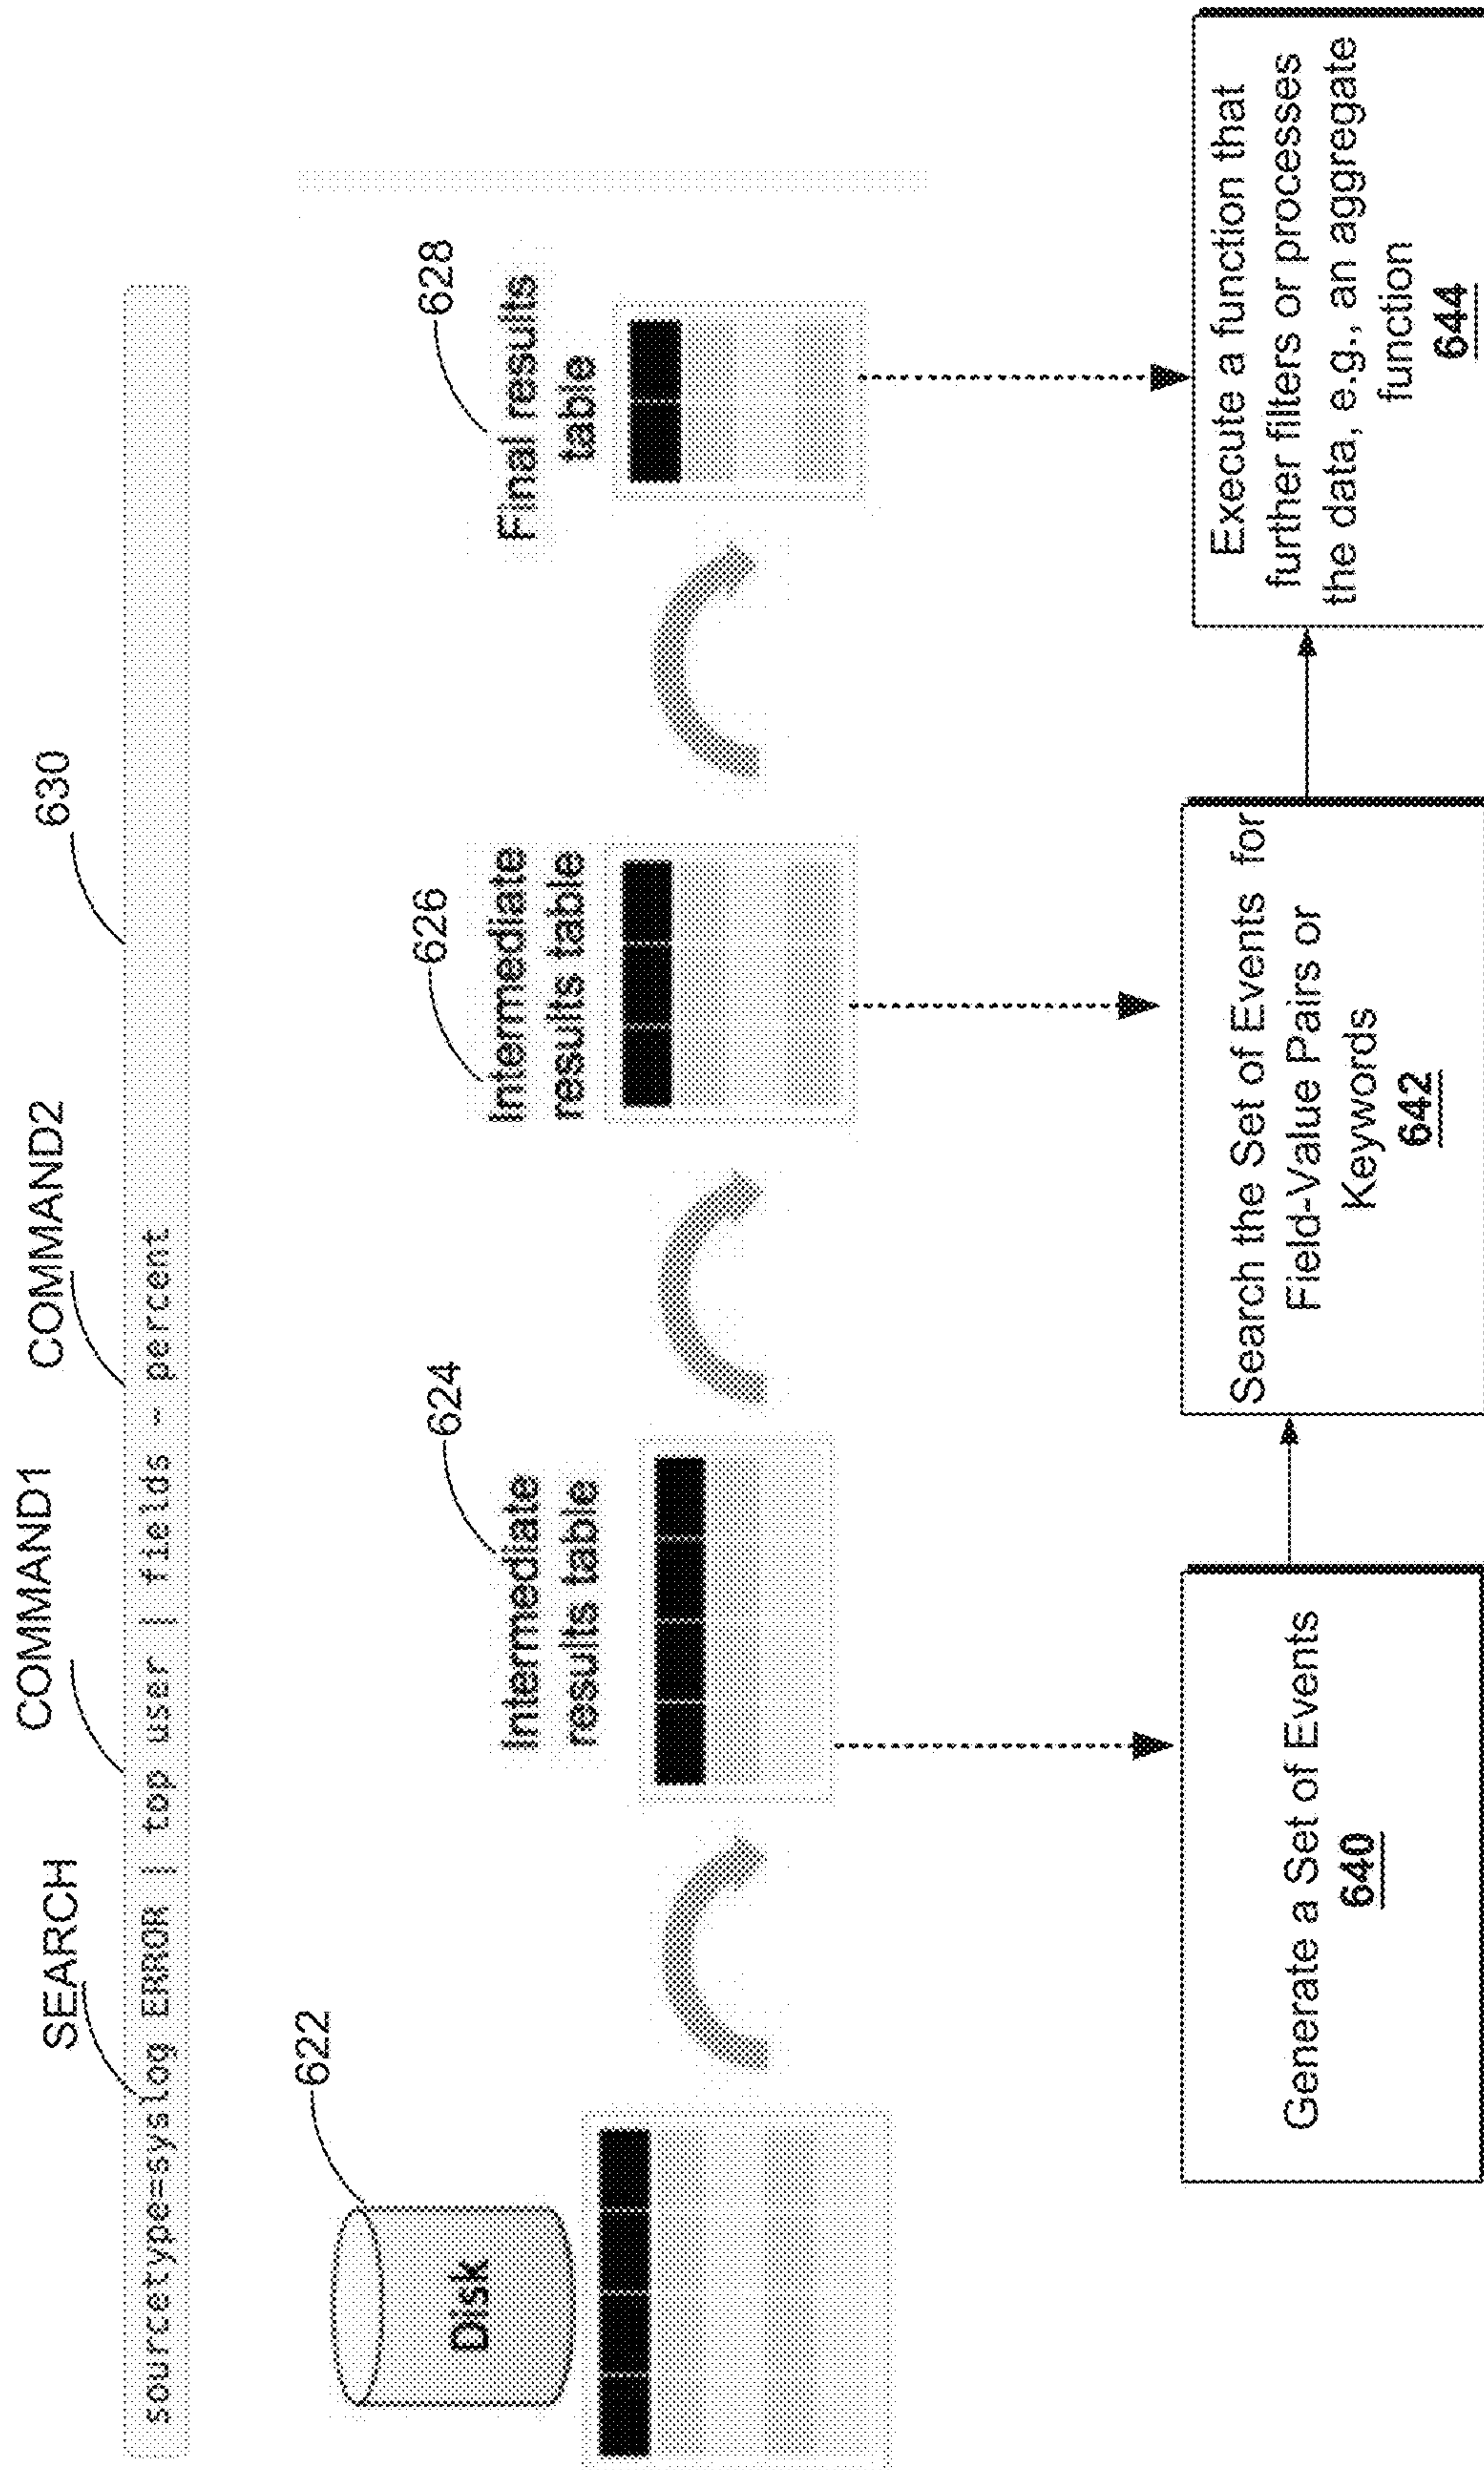 SEARCH
COMMAND1
COMMAND2
630
sourcetype=syslog ERROR | top user | fields - percent
622
624
626
628
Disk
Intermediate
results table
Intermediate
results table
Final results
table
Generate a Set of Events
640
Search the Set of Events for
Field-Value Pairs or
Keywords
642
Execute a function that
further filters or processes
the data, e.g., an aggregate
function
644